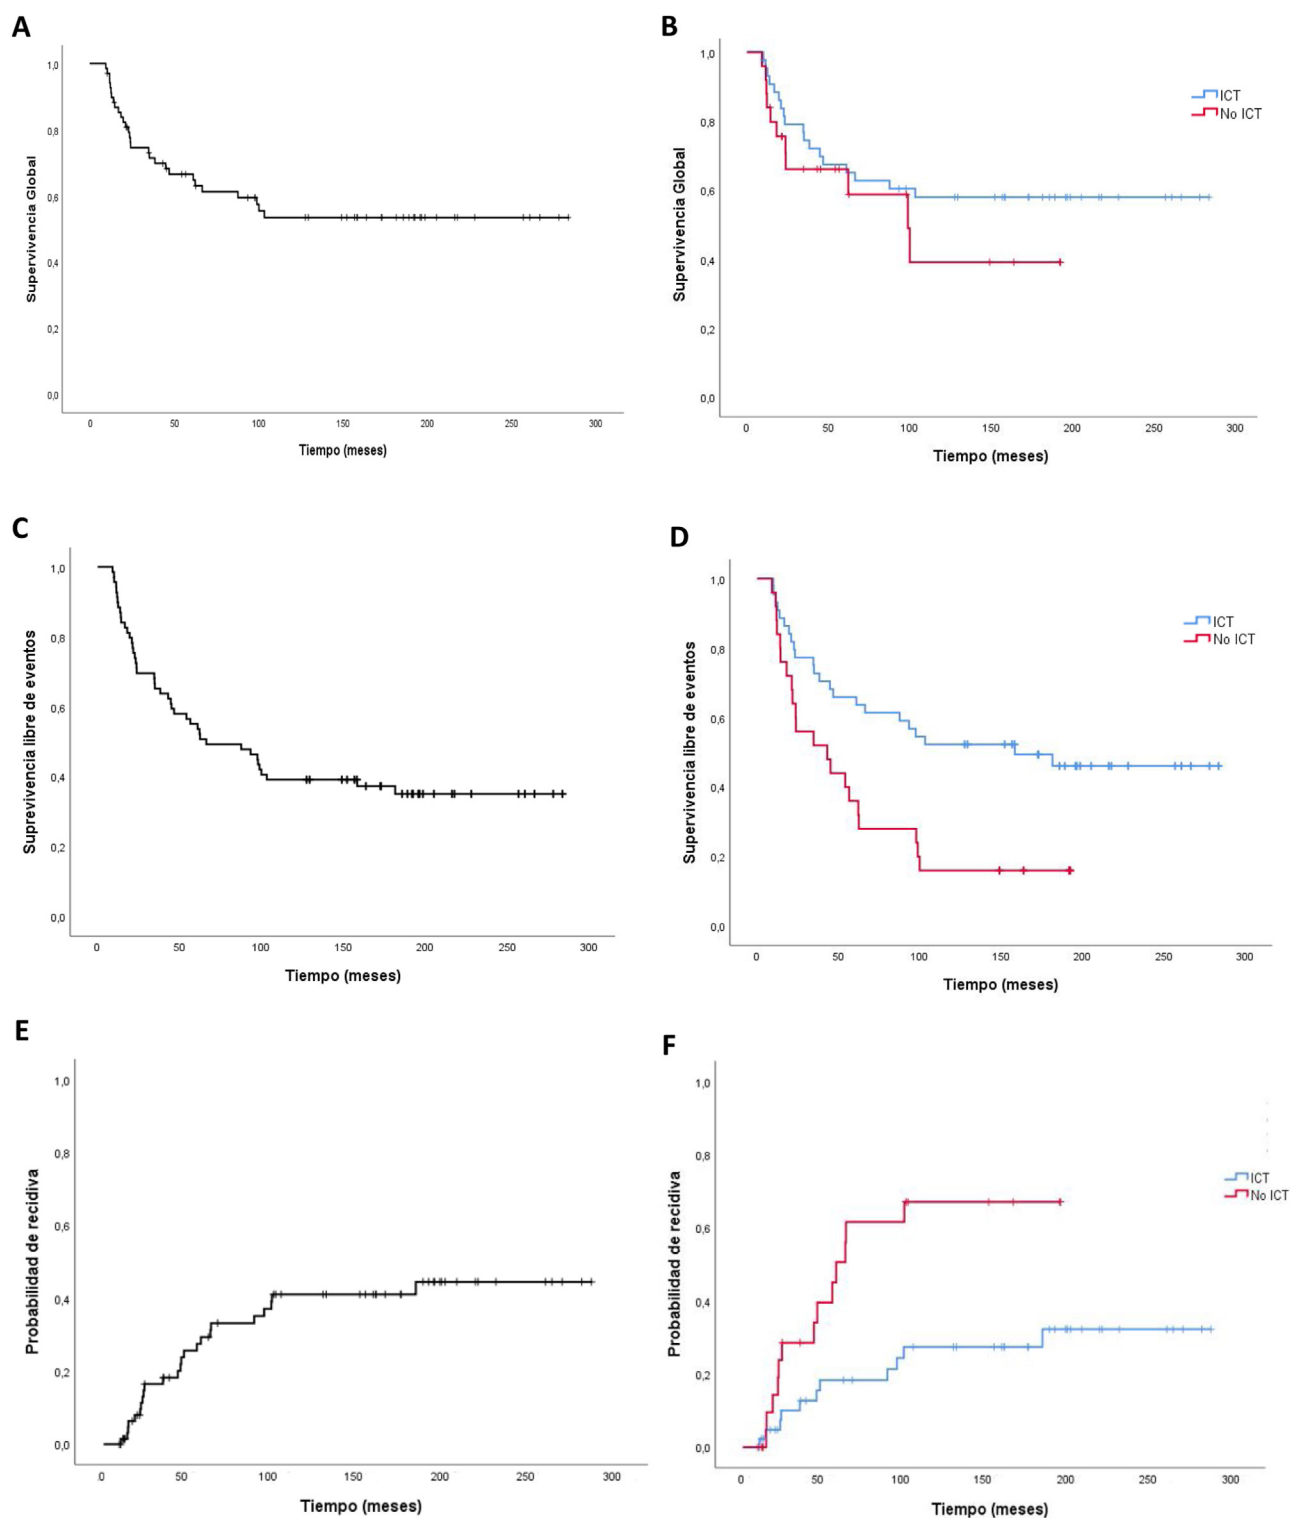 A
Supervivencia Global
1,0
0,8
0,6
0,4
0,2
0,0
0 50 100 150 200 250 300
Tiempo (meses)
B
Supervivencia Global
1,0
0,8
0,6
0,4
0,2
0,0
ICT
No ICT
0 50 100 150 200 250 300
Tiempo (meses)
C
Suprevivencia libre de eventos
1,0
0,8
0,6
0,4
0,2
0,0
0 50 100 150 200 250 300
Tiempo (meses)
D
Supervivencia libre de eventos
1,0
0,8
0,6
0,4
0,2
0,0
ICT
No ICT
0 50 100 150 200 250 300
Tiempo (meses)
E
Probabilidad de recidiva
1,0
0,8
0,6
0,4
0,2
0,0
0 50 100 150 200 250 300
Tiempo (meses)
F
Probabilidad de recidiva
1,0
0,8
0,6
0,4
0,2
0,0
ICT
No ICT
0 50 100 150 200 250 300
Tiempo (meses)